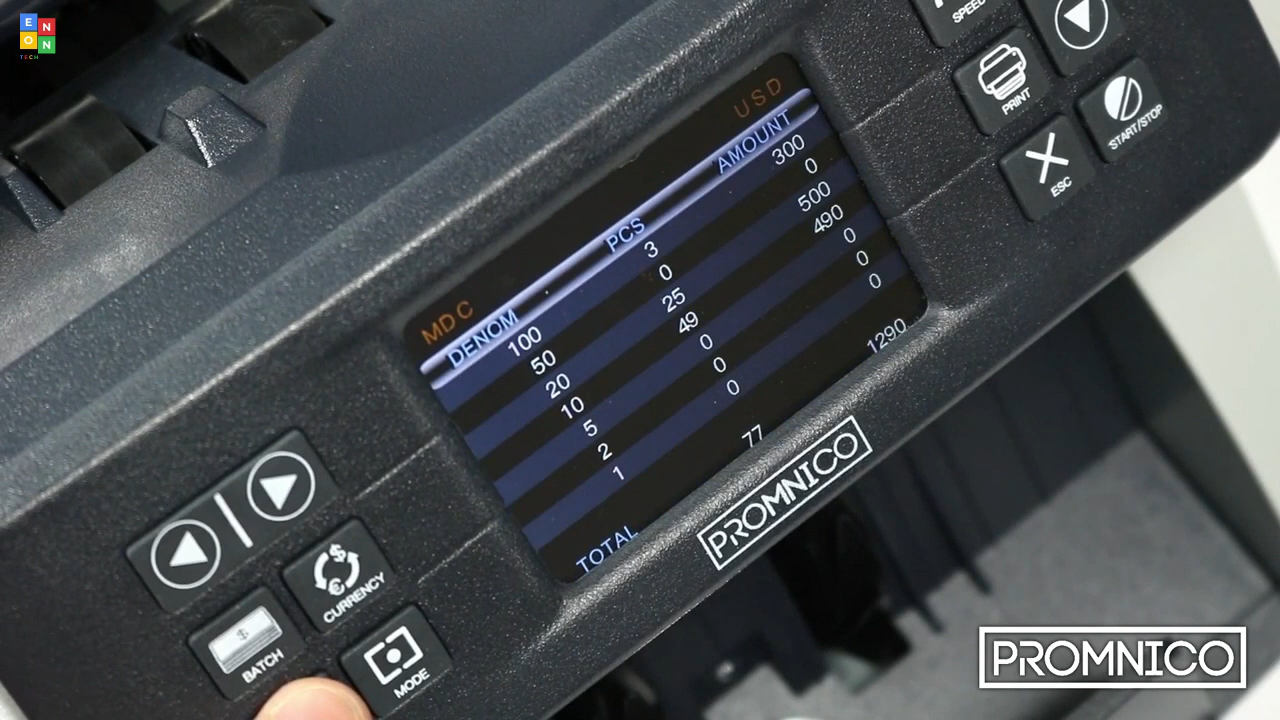 E N
O N
TECH
SPEED
PRINT
START/STOP
ESC
MDC USD
DENOM PCS AMOUNT
100 3 300
50 0 0
20 25 500
10 49 490
5 0 0
2 0 0
1 0 0
TOTAL 77 1290
PROMNICO
CURRENCY
BATCH
MODE
PROMNICO